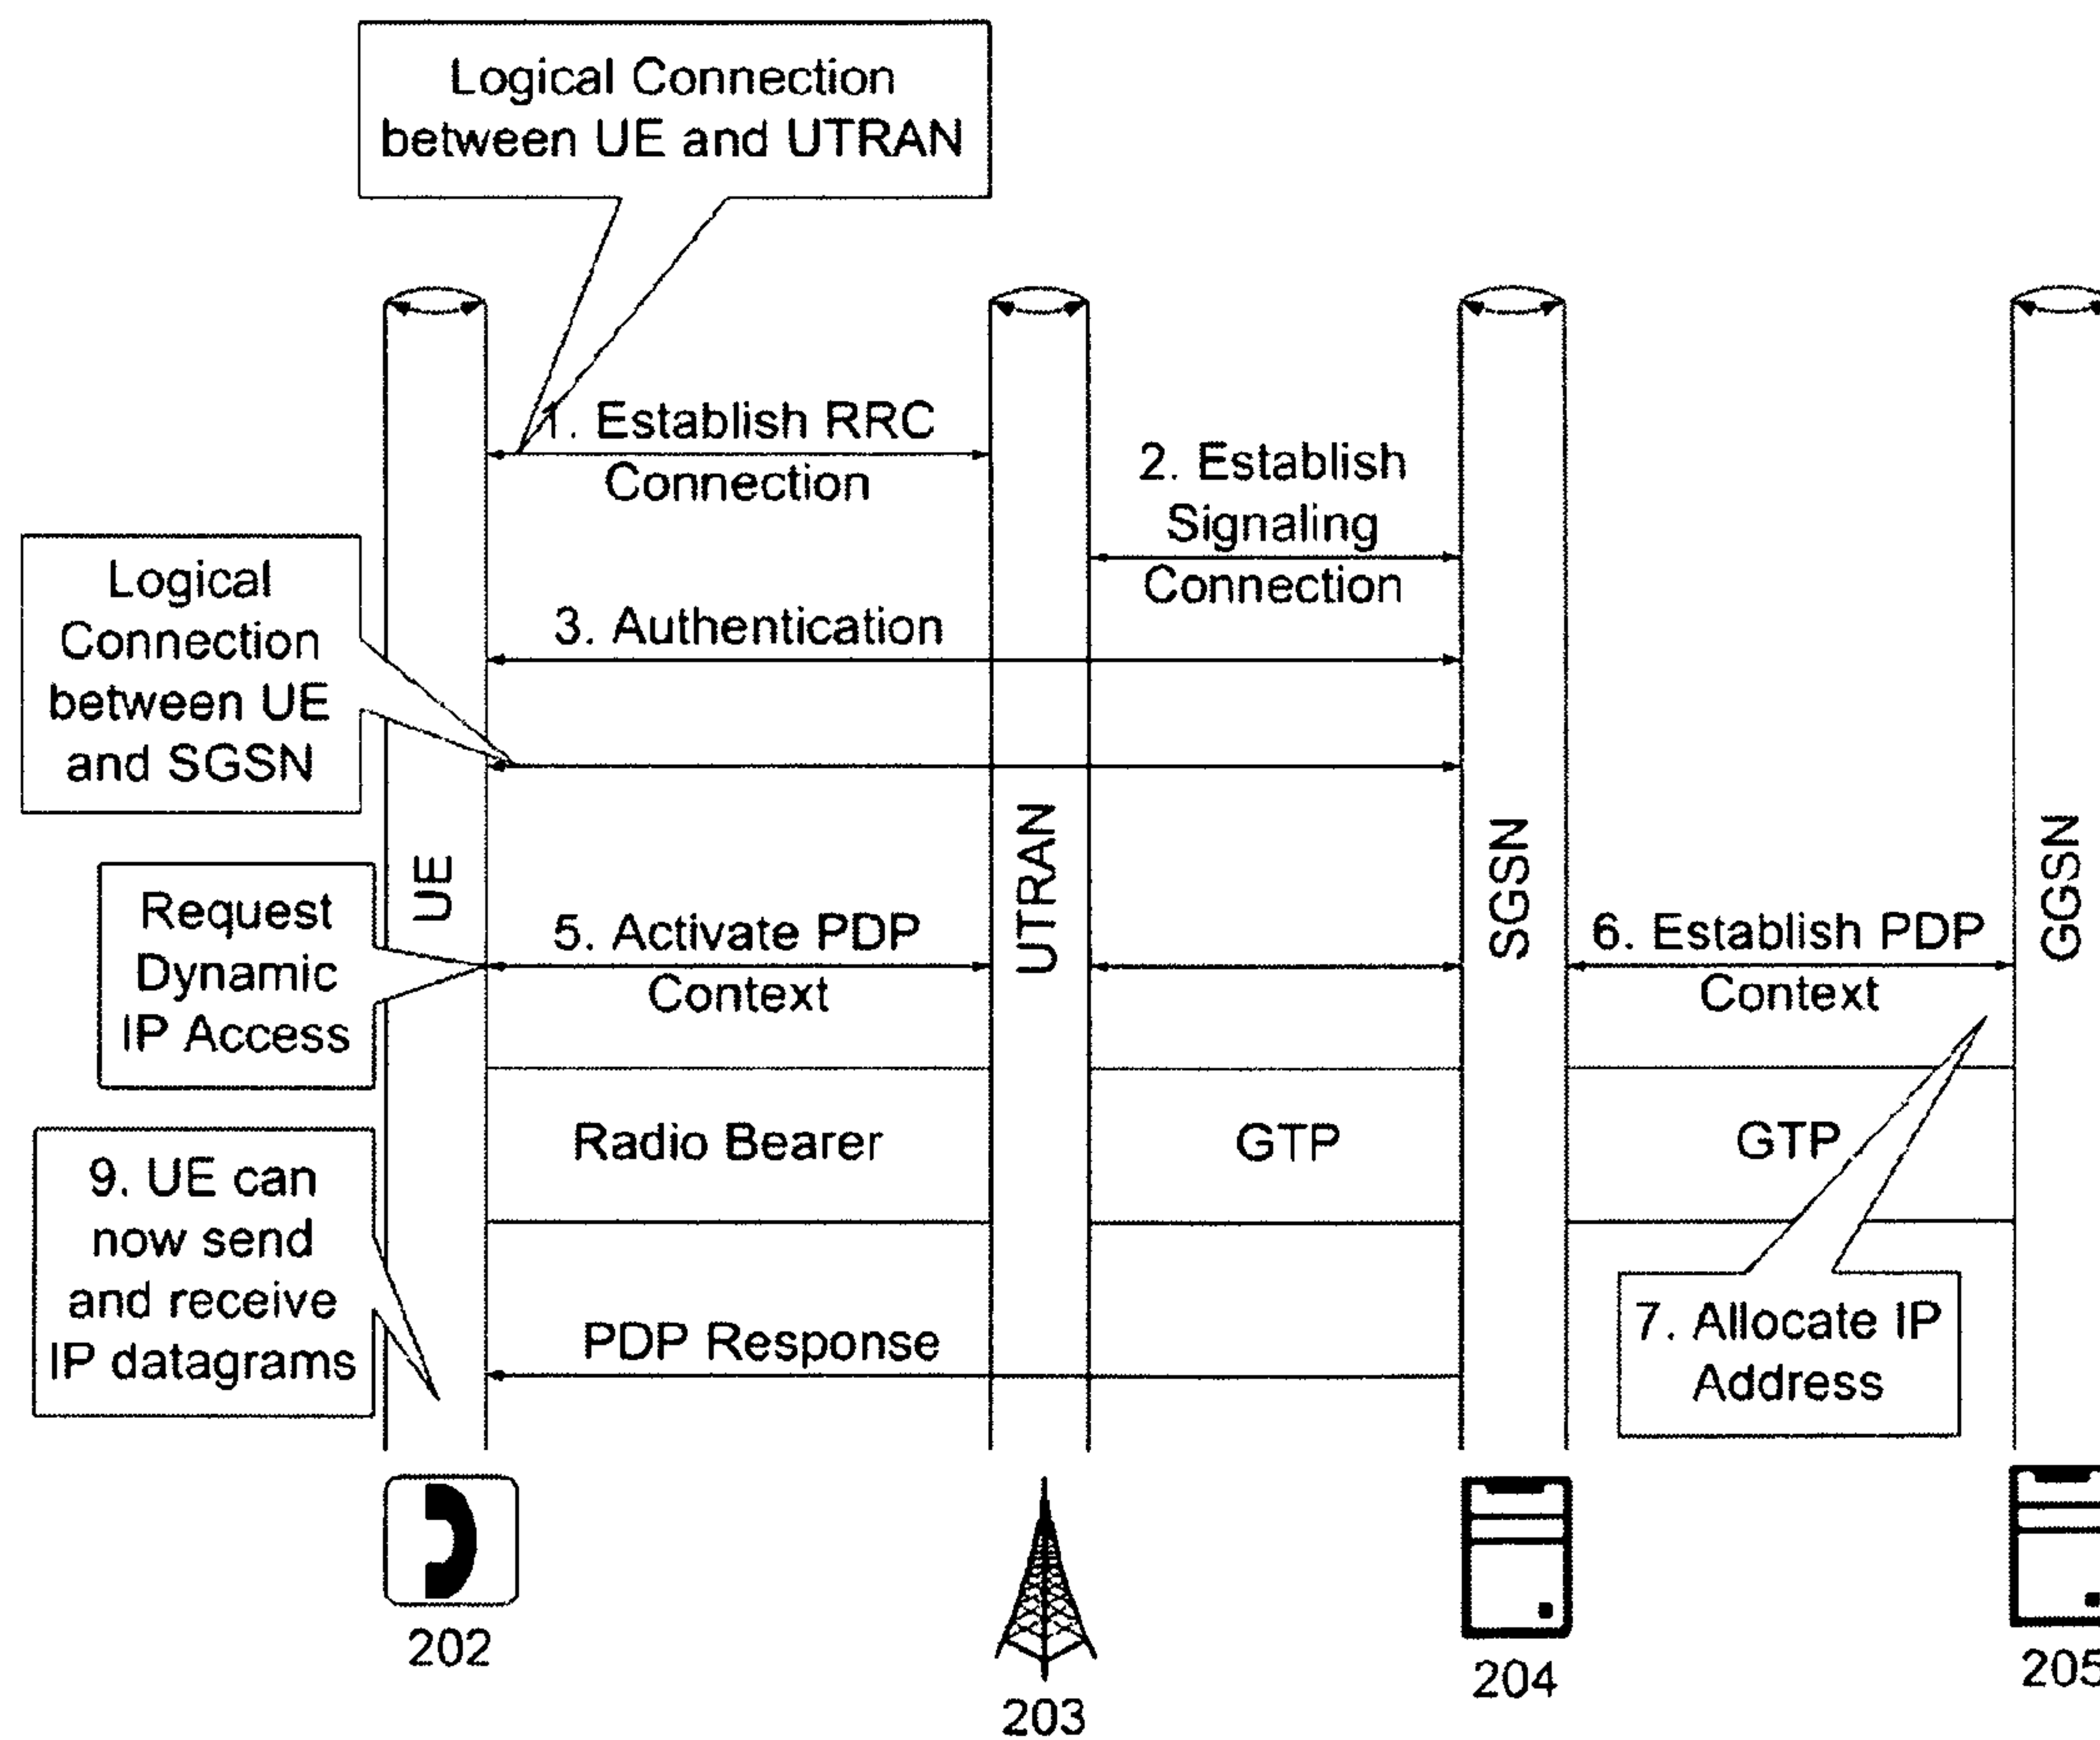 Logical Connection
between UE and UTRAN
1. Establish RRC
Connection
2. Establish
Signaling
Connection
Logical
Connection
between UE
and SGSN
3. Authentication
UE
UTRAN
SGSN
GGSN
Request
Dynamic
IP Access
5. Activate PDP
Context
6. Establish PDP
Context
Radio Bearer
GTP
GTP
9. UE can
now send
and receive
IP datagrams
PDP Response
7. Allocate IP
Address
202
203
204
205